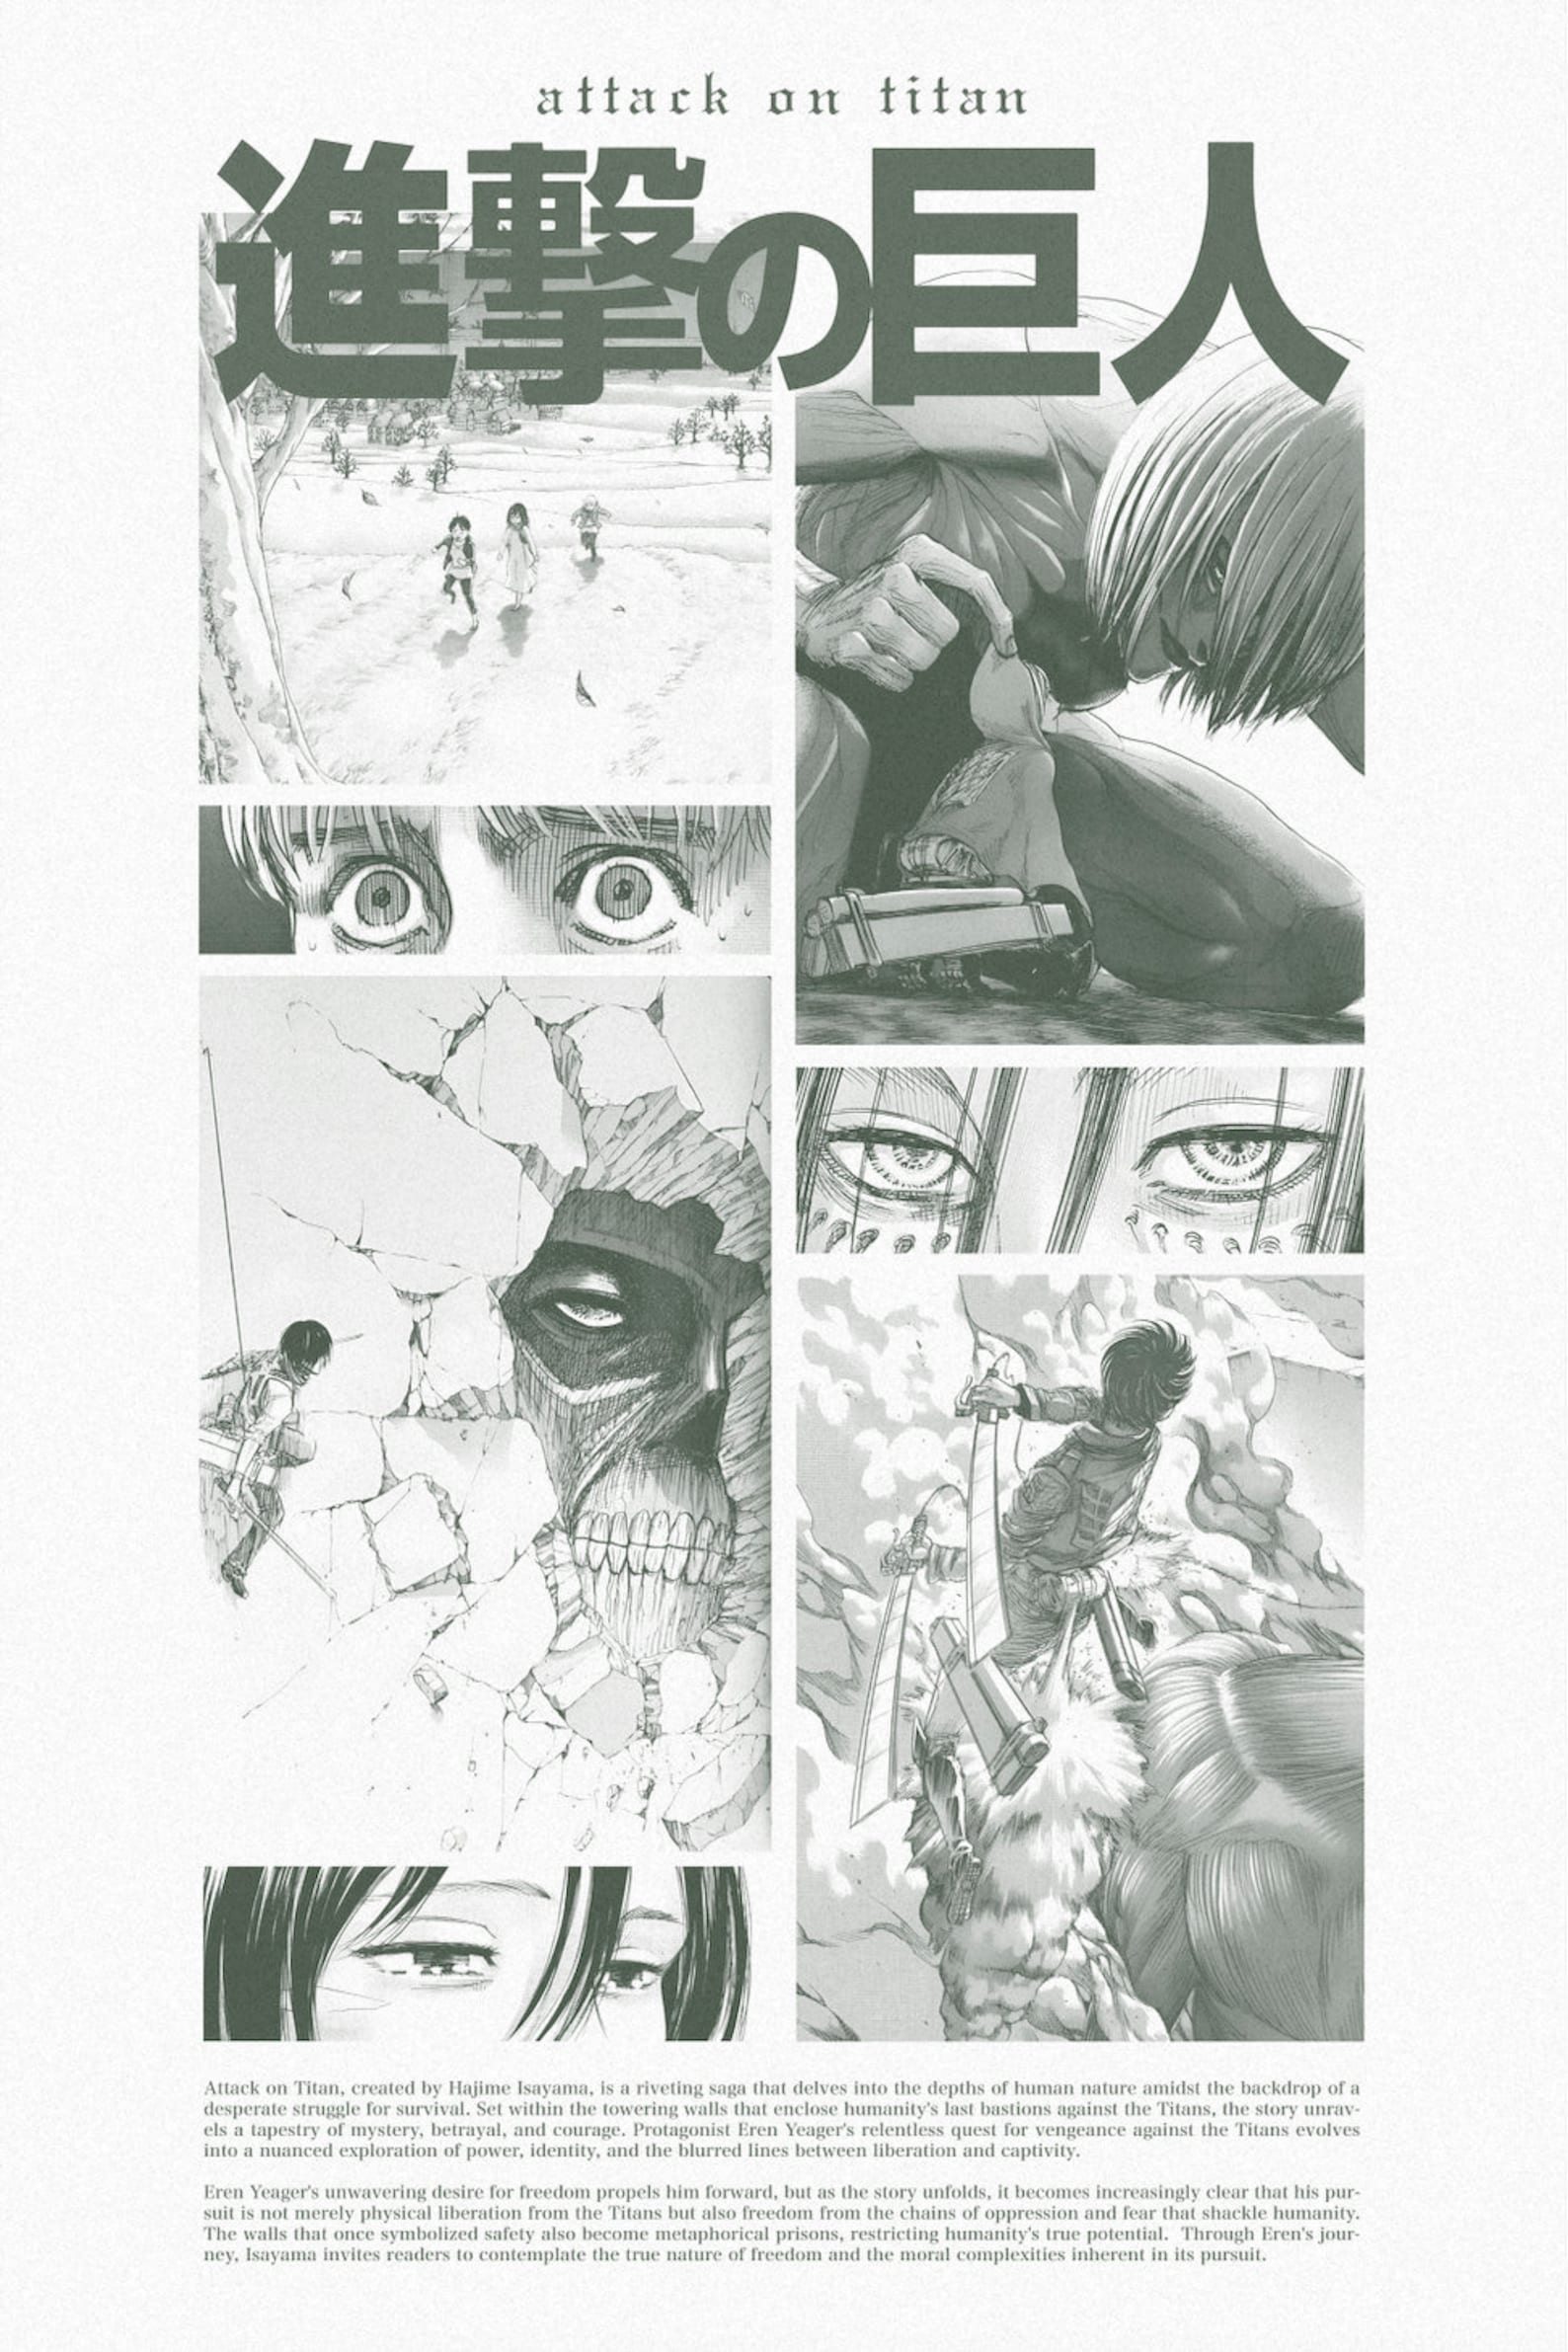 attack on titan
進撃の巨人
Attack on Titan, created by Hajime Isayama, is a riveting saga that delves into the depths of human nature amidst the backdrop of a
desperate struggle for survival. Set within the towering walls that enclose humanity's last bastions against the Titans, the story unrav-
els a tapestry of mystery, betrayal, and courage. Protagonist Eren Yeager's relentless quest for vengeance against the Titans evolves
into a nuanced exploration of power, identity, and the blurred lines between liberation and captivity.
Eren Yeager's unwavering desire for freedom propels him forward, but as the story unfolds, it becomes increasingly clear that his pur-
suit is not merely physical liberation from the Titans but also freedom from the chains of oppression and fear that shackle humanity.
The walls that once symbolized safety also become metaphorical prisons, restricting humanity's true potential.  Through Eren's jour-
ney, Isayama invites readers to contemplate the true nature of freedom and the moral complexities inherent in its pursuit.